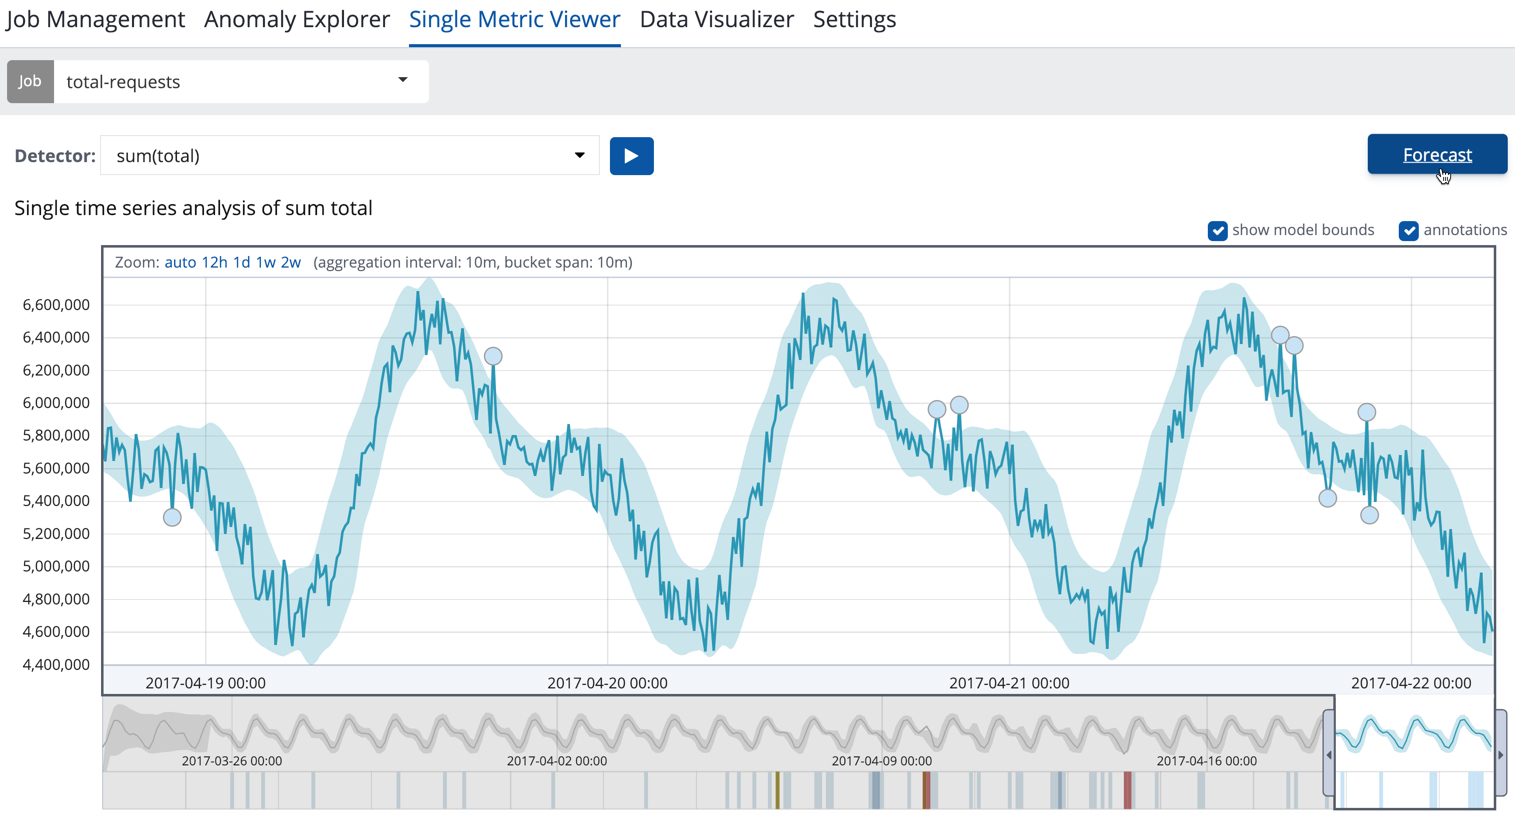 Job Management Anomaly Explorer Single Metric Viewer Data Visualizer Settings
Job total-requests
Detector: sum(total) Forecast
Single time series analysis of sum total
show model bounds annotations
Zoom: auto 12h 1d 1w 2w (aggregation interval: 10m, bucket span: 10m)
6,600,000
6,400,000
6,200,000
6,000,000
5,800,000
5,600,000
5,400,000
5,200,000
5,000,000
4,800,000
4,600,000
4,400,000
2017-04-19 00:00 2017-04-20 00:00 2017-04-21 00:00 2017-04-22 00:00
2017-03-26 00:00 2017-04-02 00:00 2017-04-09 00:00 2017-04-16 00:00